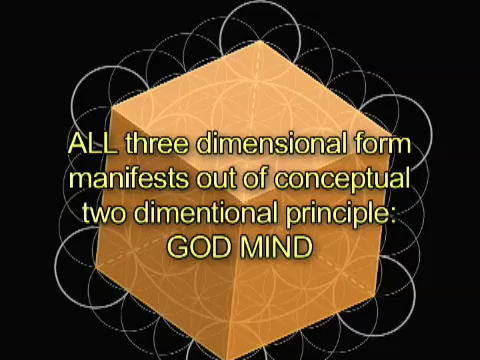 ALL three dimensional form
manifests out of conceptual
two dimentional principle:
GOD MIND